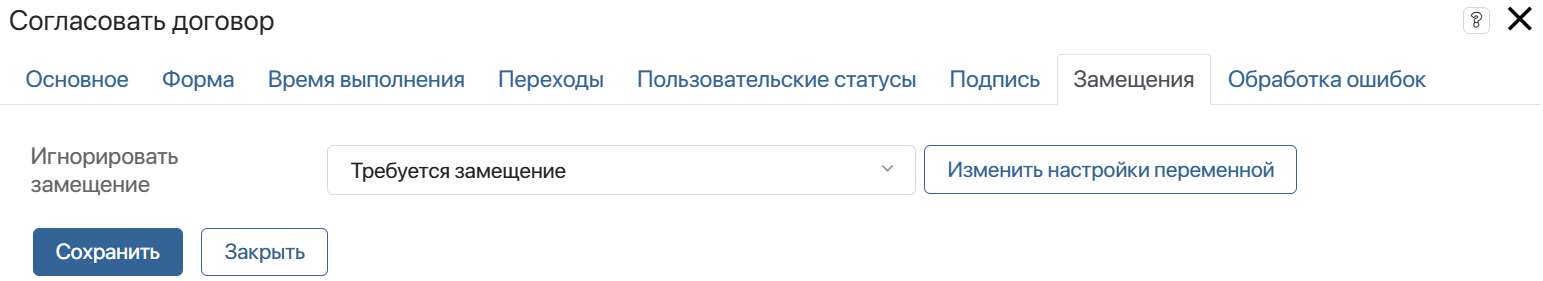 Согласовать договор ?
Основное Форма Время выполнения Переходы Пользовательские статусы Подпись Замещения Обработка ошибок
Игнорировать
замещение
Требуется замещение
Изменить настройки переменной
Сохранить Закрыть